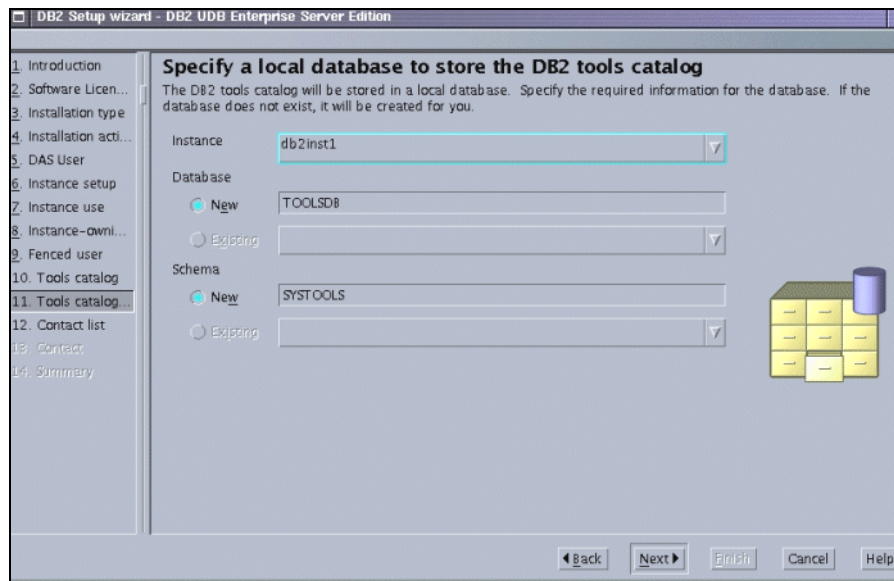 DB2 Setup wizard - DB2 UDB Enterprise Server Edition
1. Introduction
2. Software Licen...
3. Installation type
4. Installation acti...
5. DAS User
6. Instance setup
7. Instance use
8. Instance-owni...
9. Fenced user
10. Tools catalog
11. Tools catalog...
12. Contact list
13. Contact
14. Summary
Specify a local database to store the DB2 tools catalog
The DB2 tools catalog will be stored in a local database. Specify the required information for the database. If the
database does not exist, it will be created for you.
Instance
db2inst1
Database
New
TOOLSDB
Existing
Schema
New
SYSTOOLS
Existing
Back
Next
Finish
Cancel
Help